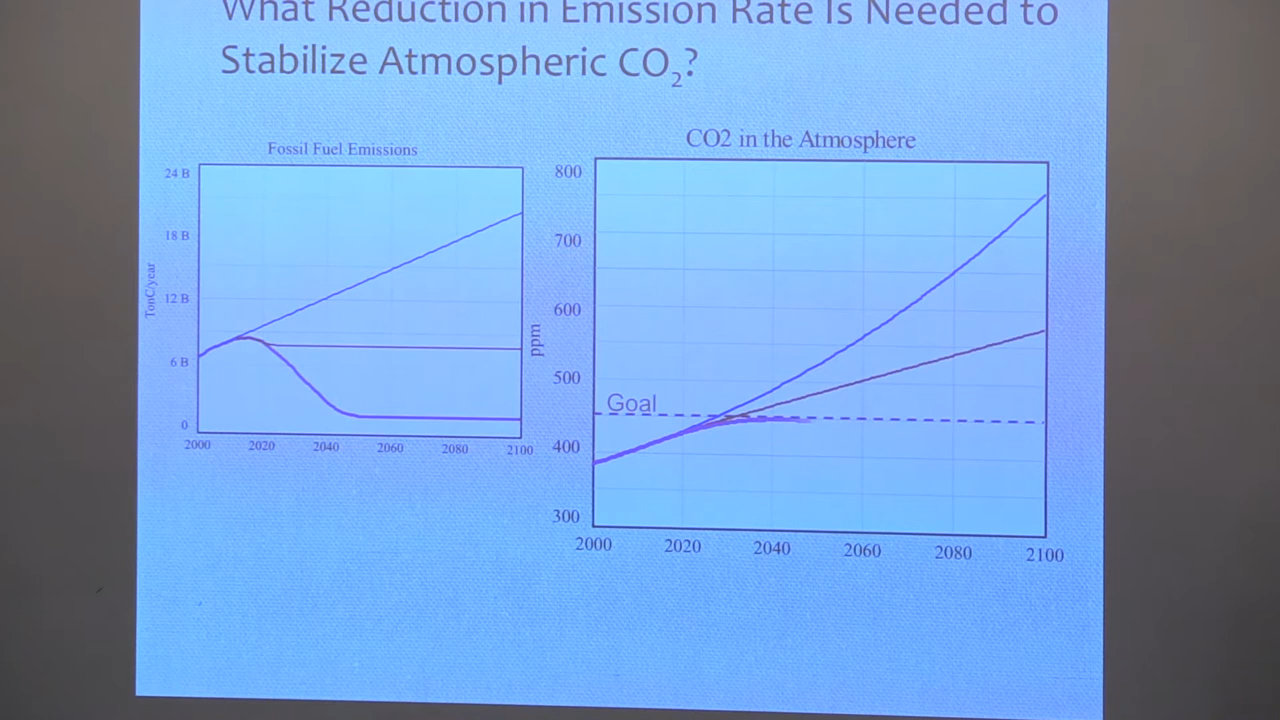 What Reduction in Emission Rate Is Needed to
Stabilize Atmospheric CO₂?
Fossil Fuel Emissions
24 B
18 B
12 B
6 B
0
TonC/year
2000 2020 2040 2060 2080 2100
CO2 in the Atmosphere
800
700
600
500
400
300
ppm
Goal
2000 2020 2040 2060 2080 2100